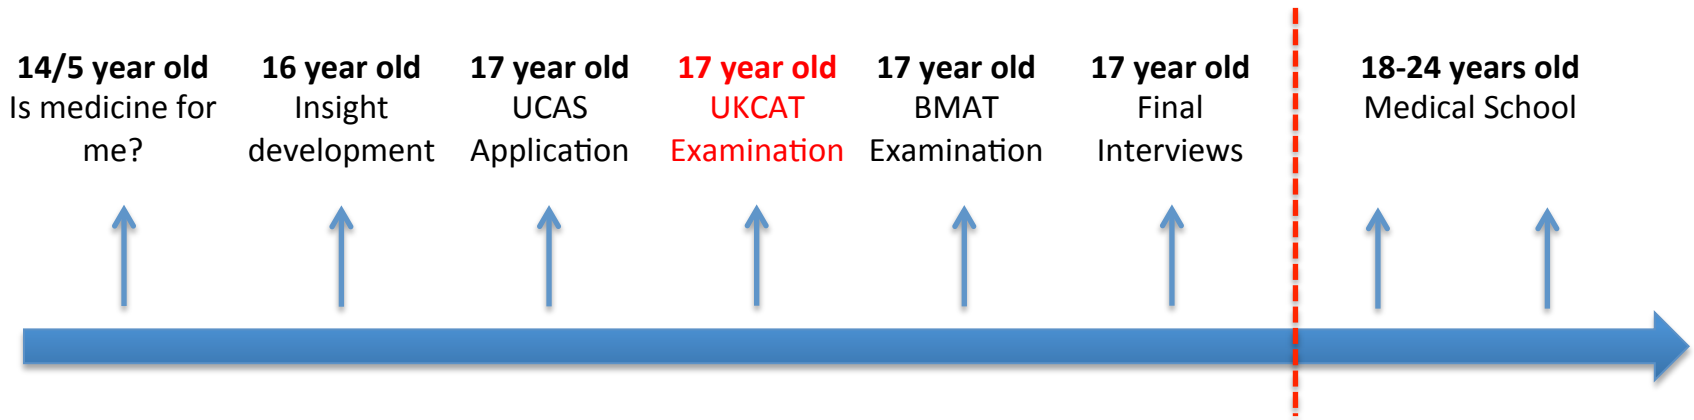 14/5 year old
Is medicine for
me?
16 year old
Insight
development
17 year old
UCAS
Application
17 year old
UKCAT
Examination
17 year old
BMAT
Examination
17 year old
Final
Interviews
18-24 years old
Medical School